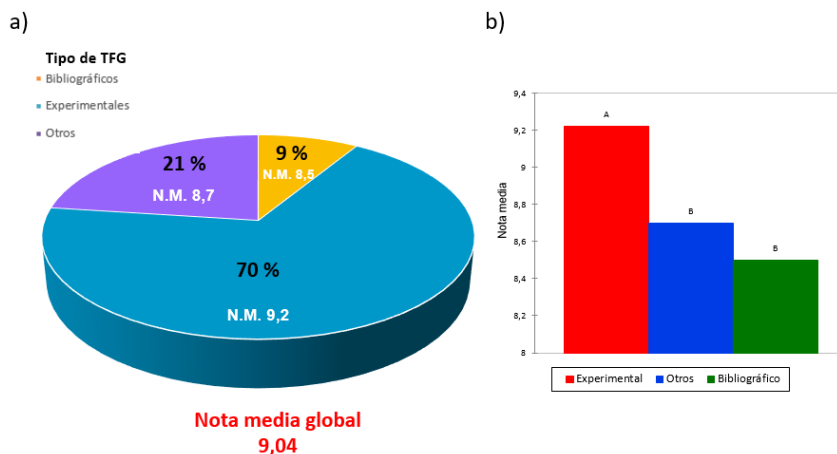 a)
Tipo de TFG
Bibliográficos
Experimentales
Otros
21 %
N.M. 8,7
9 %
N.M. 8,5
70 %
N.M. 9,2
Nota media global
9,04
b)
9,4
9,2
9
8,8
8,6
8,4
8,2
8
Nota media
A
B
B
Experimental Otros Bibliográfico